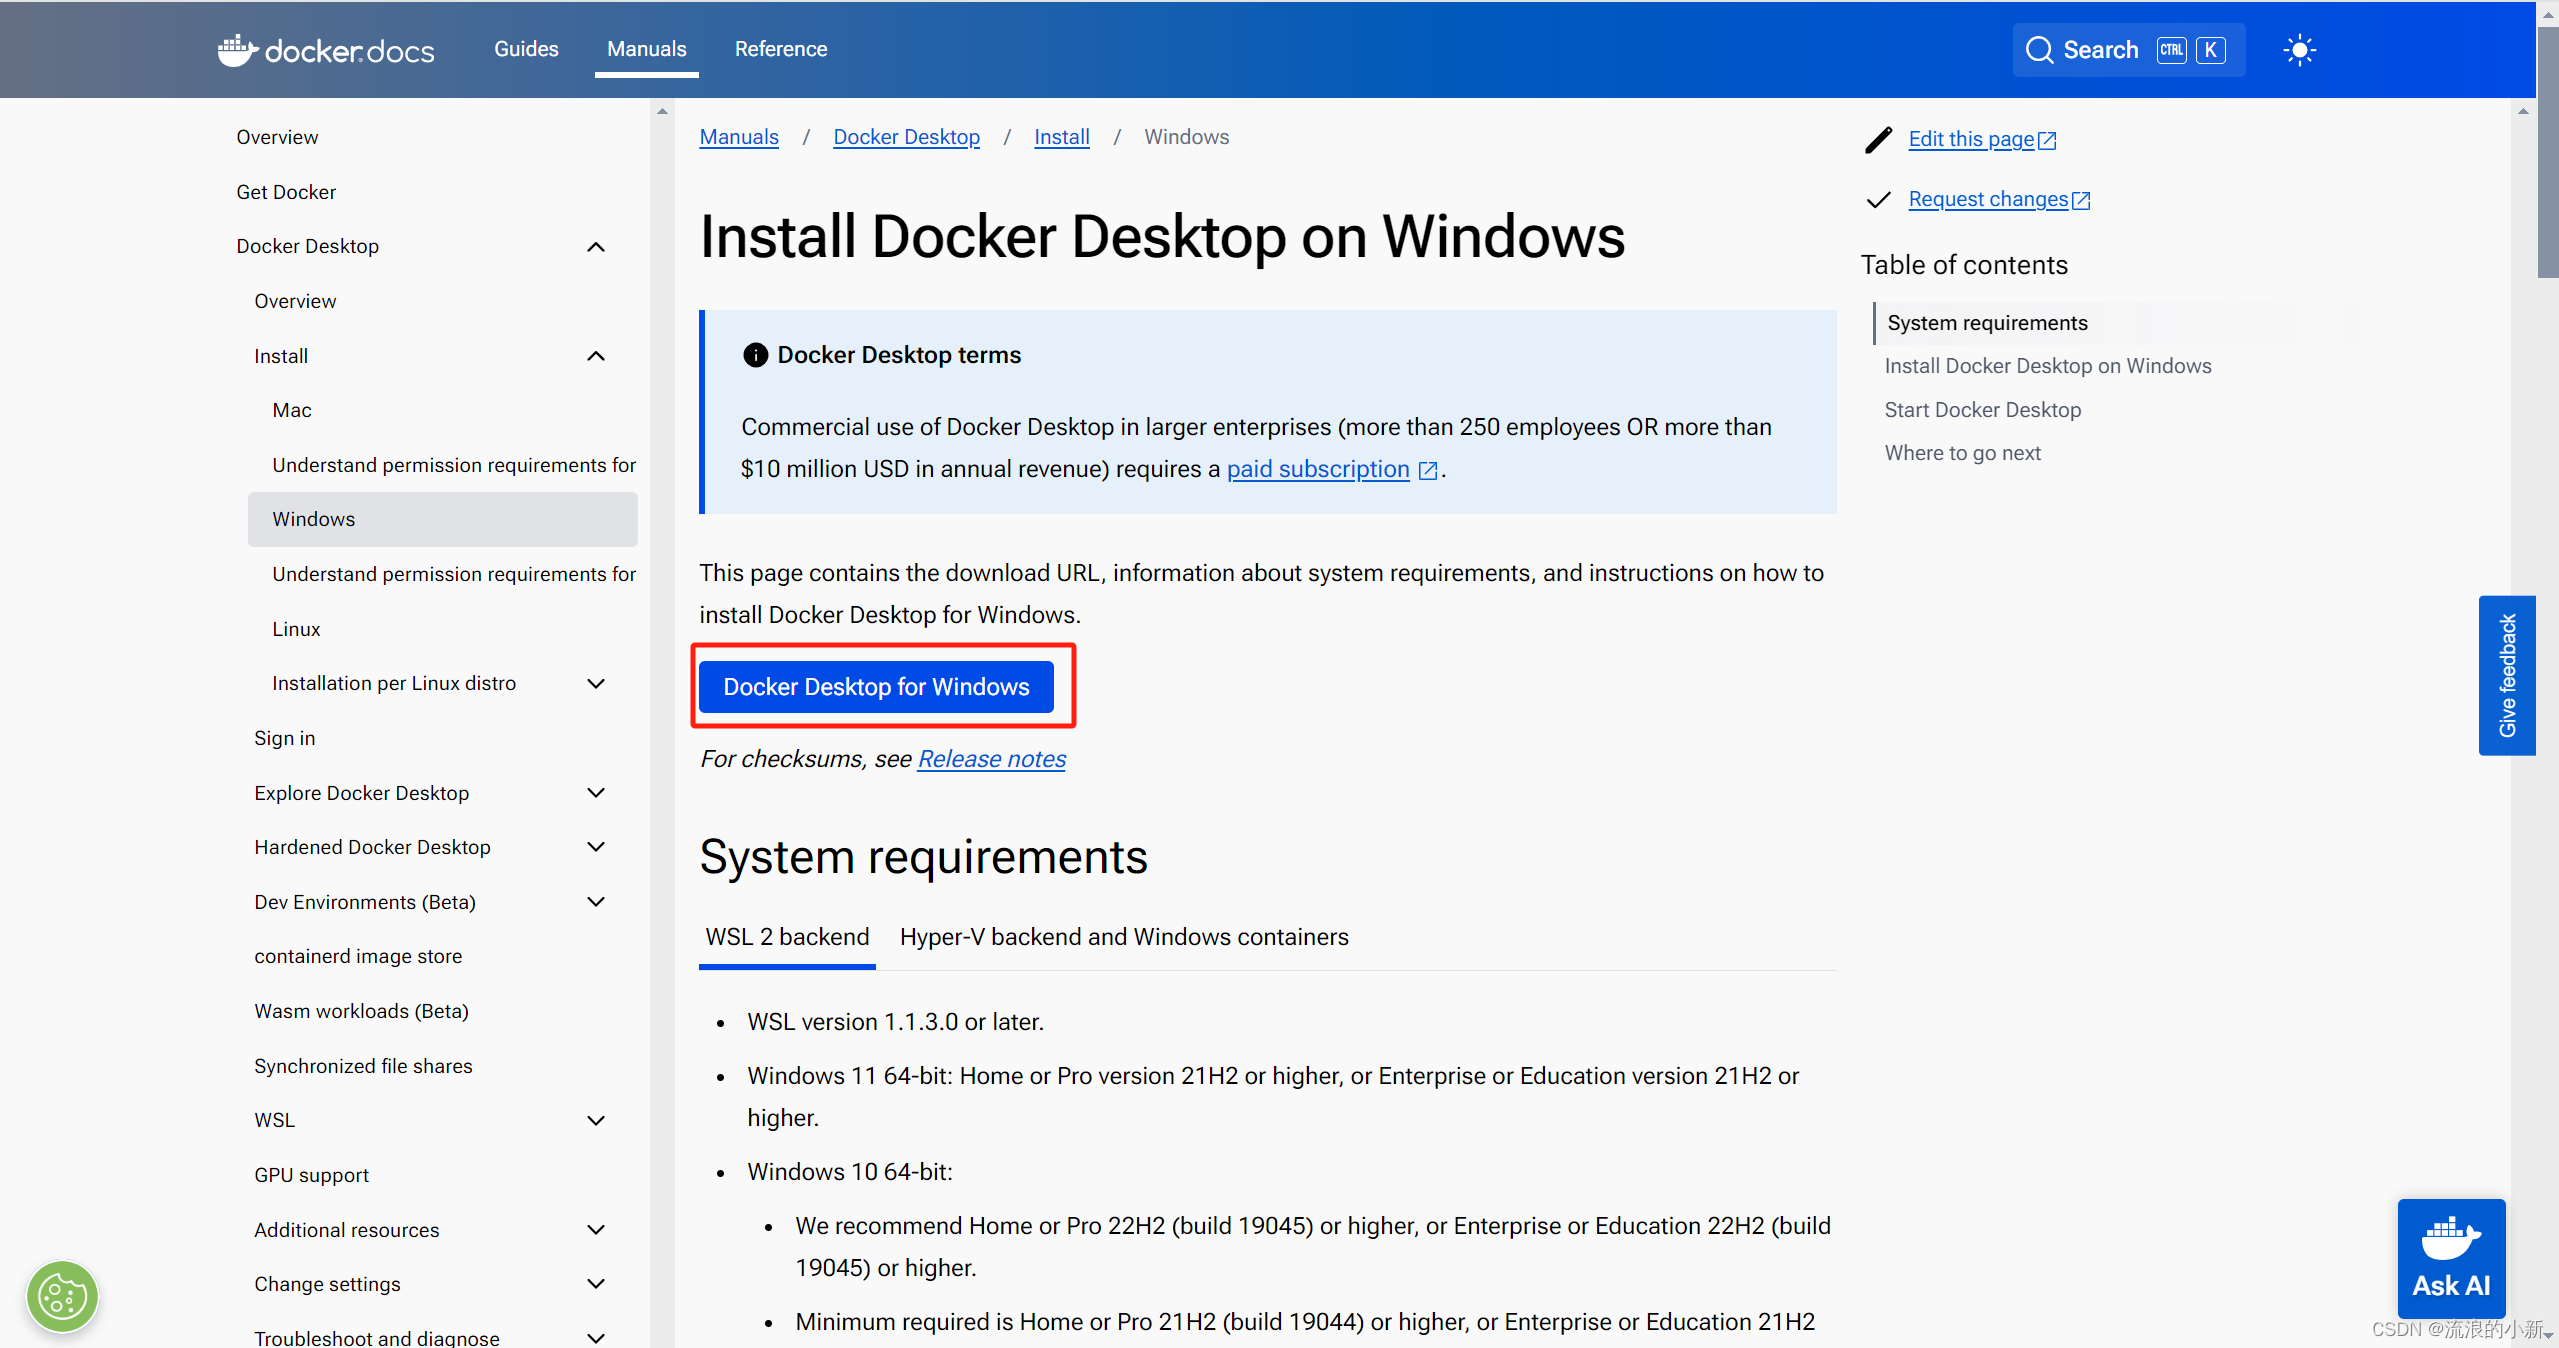 docker.docs
Guides
Manuals
Reference
Search
CTRL
K
Overview
Get Docker
Docker Desktop
Overview
Install
Mac
Understand permission requirements for
Windows
Understand permission requirements for
Linux
Installation per Linux distro
Sign in
Explore Docker Desktop
Hardened Docker Desktop
Dev Environments (Beta)
containerd image store
Wasm workloads (Beta)
Synchronized file shares
WSL
GPU support
Additional resources
Change settings
Troubleshoot and diagnose
Manuals / Docker Desktop / Install / Windows
Install Docker Desktop on Windows
Docker Desktop terms
Commercial use of Docker Desktop in larger enterprises (more than 250 employees OR more than
$10 million USD in annual revenue) requires a paid subscription .
This page contains the download URL, information about system requirements, and instructions on how to
install Docker Desktop for Windows.
Docker Desktop for Windows
For checksums, see Release notes
System requirements
WSL 2 backend
Hyper-V backend and Windows containers
• WSL version 1.1.3.0 or later.
• Windows 11 64-bit: Home or Pro version 21H2 or higher, or Enterprise or Education version 21H2 or
higher.
• Windows 10 64-bit:
• We recommend Home or Pro 22H2 (build 19045) or higher, or Enterprise or Education 22H2 (build
19045) or higher.
• Minimum required is Home or Pro 21H2 (build 19044) or higher, or Enterprise or Education 21H2
Edit this page
Request changes
Table of contents
System requirements
Install Docker Desktop on Windows
Start Docker Desktop
Where to go next
Give feedback
Ask AI
CSDN @流浪的小新